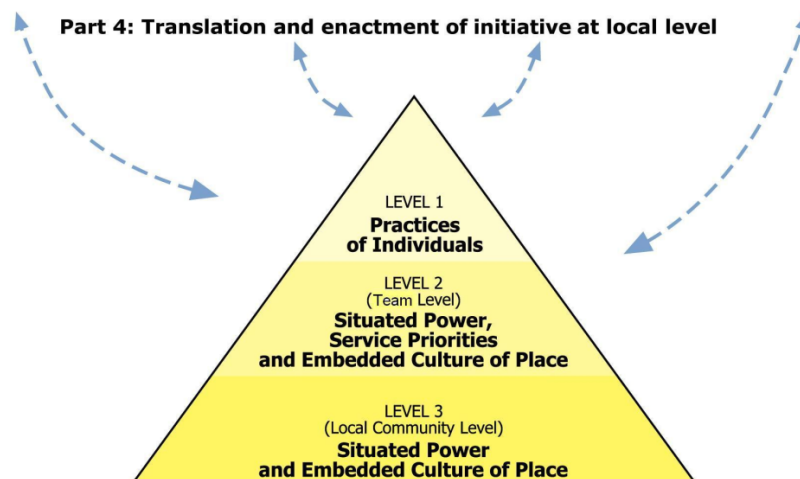 Part 4: Translation and enactment of initiative at local level
LEVEL 1
Practices
of Individuals
LEVEL 2
(Team Level)
Situated Power,
Service Priorities
and Embedded Culture of Place
LEVEL 3
(Local Community Level)
Situated Power
and Embedded Culture of Place